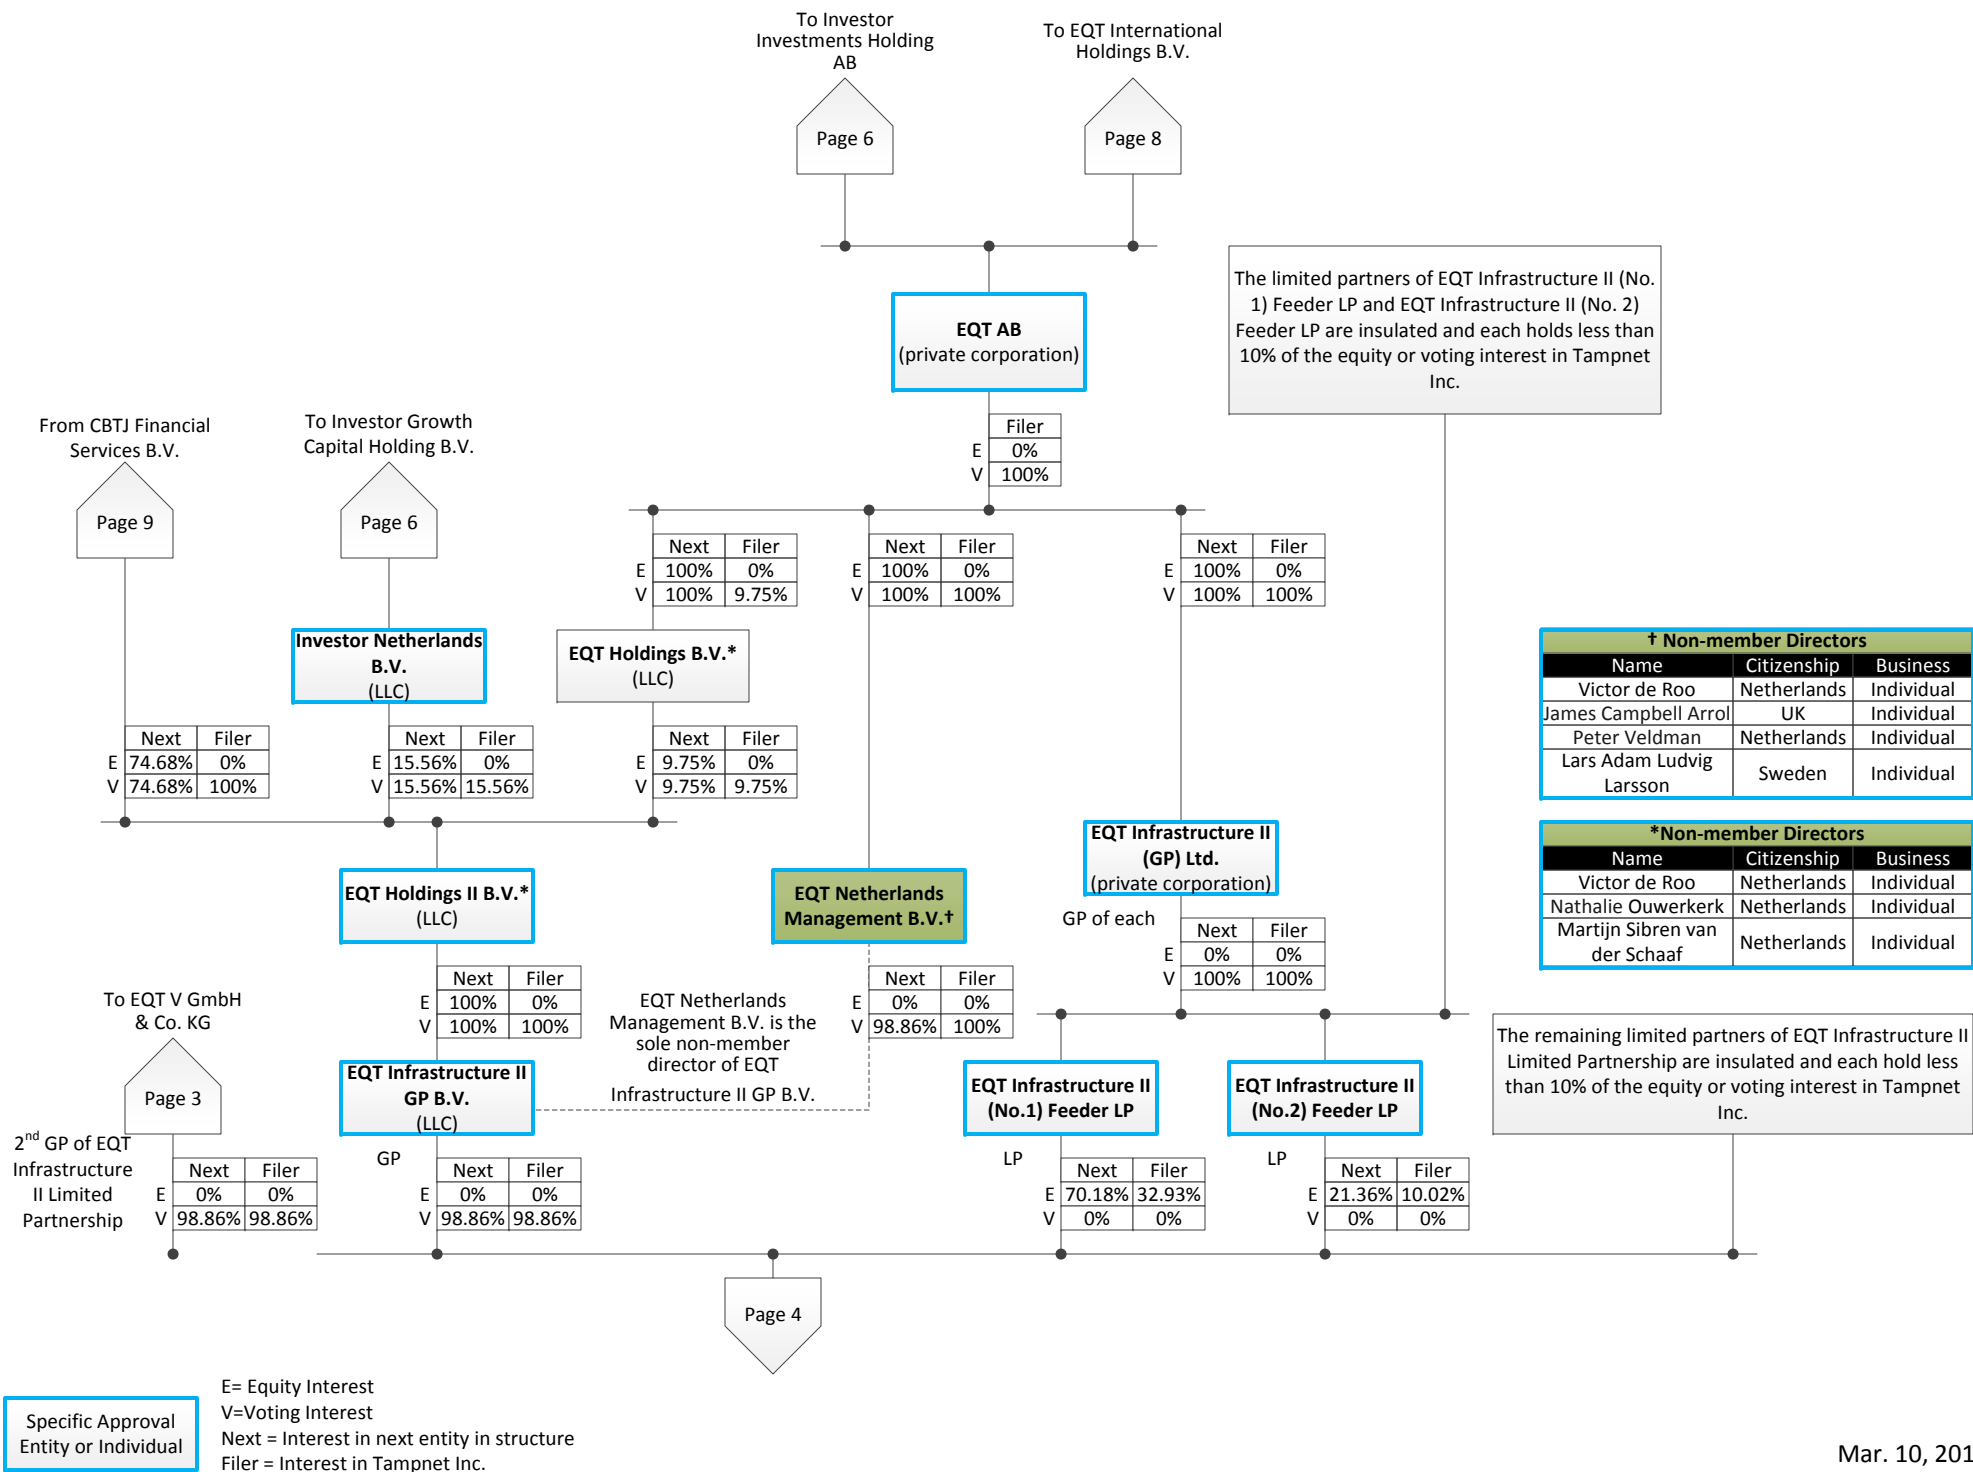 To Investor
Investments Holding
AB
To EQT International
Holdings B.V.
Page 6
Page 8
EQT AB
(private corporation)
The limited partners of EQT Infrastructure II (No.
1) Feeder LP and EQT Infrastructure II (No. 2)
Feeder LP are insulated and each holds less than
10% of the equity or voting interest in Tampnet
Inc.
Filer
E 0%
V 100%
From CBTJ Financial
Services B.V.
Page 9
To Investor Growth
Capital Holding B.V.
Page 6
Next Filer
E 100% 0%
V 100% 9.75%
Next Filer
E 100% 0%
V 100% 100%
Next Filer
E 100% 0%
V 100% 100%
Investor Netherlands
B.V.
(LLC)
EQT Holdings B.V.*
(LLC)
Next Filer
E 74.68% 0%
V 74.68% 100%
Next Filer
E 15.56% 0%
V 15.56% 15.56%
Next Filer
E 9.75% 0%
V 9.75% 9.75%
† Non-member Directors
Name Citizenship Business
Victor de Roo Netherlands Individual
James Campbell Arrol UK Individual
Peter Veldman Netherlands Individual
Lars Adam Ludvig
Larsson Sweden Individual
*Non-member Directors
Name Citizenship Business
Victor de Roo Netherlands Individual
Nathalie Ouwerkerk Netherlands Individual
Martijn Sibren van
der Schaaf Netherlands Individual
EQT Holdings II B.V.*
(LLC)
EQT Netherlands
Management B.V.†
EQT Infrastructure II
(GP) Ltd.
(private corporation)
GP of each
Next Filer
E 0% 0%
V 100% 100%
Next Filer
E 100% 0%
V 100% 100%
EQT Netherlands
Management B.V. is the
sole non-member
director of EQT
Infrastructure II GP B.V.
Next Filer
E 0% 0%
V 98.86% 100%
To EQT V GmbH
& Co. KG
Page 3
EQT Infrastructure II
GP B.V.
(LLC)
EQT Infrastructure II
(No.1) Feeder LP
EQT Infrastructure II
(No.2) Feeder LP
The remaining limited partners of EQT Infrastructure II
Limited Partnership are insulated and each hold less
than 10% of the equity or voting interest in Tampnet
Inc.
2nd GP of EQT
Infrastructure
II Limited
Partnership
Next Filer
E 0% 0%
V 98.86% 98.86%
GP
Next Filer
E 0% 0%
V 98.86% 98.86%
LP
Next Filer
E 70.18% 32.93%
V 0% 0%
LP
Next Filer
E 21.36% 10.02%
V 0% 0%
Page 4
Specific Approval
Entity or Individual
E= Equity Interest
V=Voting Interest
Next = Interest in next entity in structure
Filer = Interest in Tampnet Inc.
Mar. 10, 201